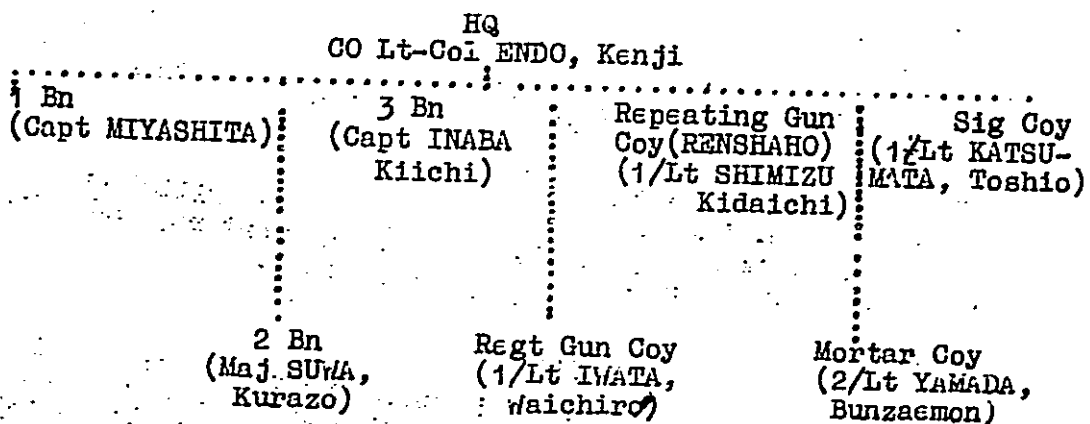 HQ
CO Lt-Col ENDO, Kenji
1 Bn
(Capt MIYASHITA)
3 Bn
(Capt INABA
Kiichi)
Repeating Gun
Coy(RENSHAHO)
(1/Lt SHIMIZU
Kidaichi)
Sig Coy
(1/Lt KATSU-
MATA, Toshio)
2 Bn
(Maj SUWA,
Kurazo)
Regt Gun Coy
(1/Lt IWATA,
Waichiro)
Mortar Coy
(2/Lt YAMADA,
Bunzaemon)